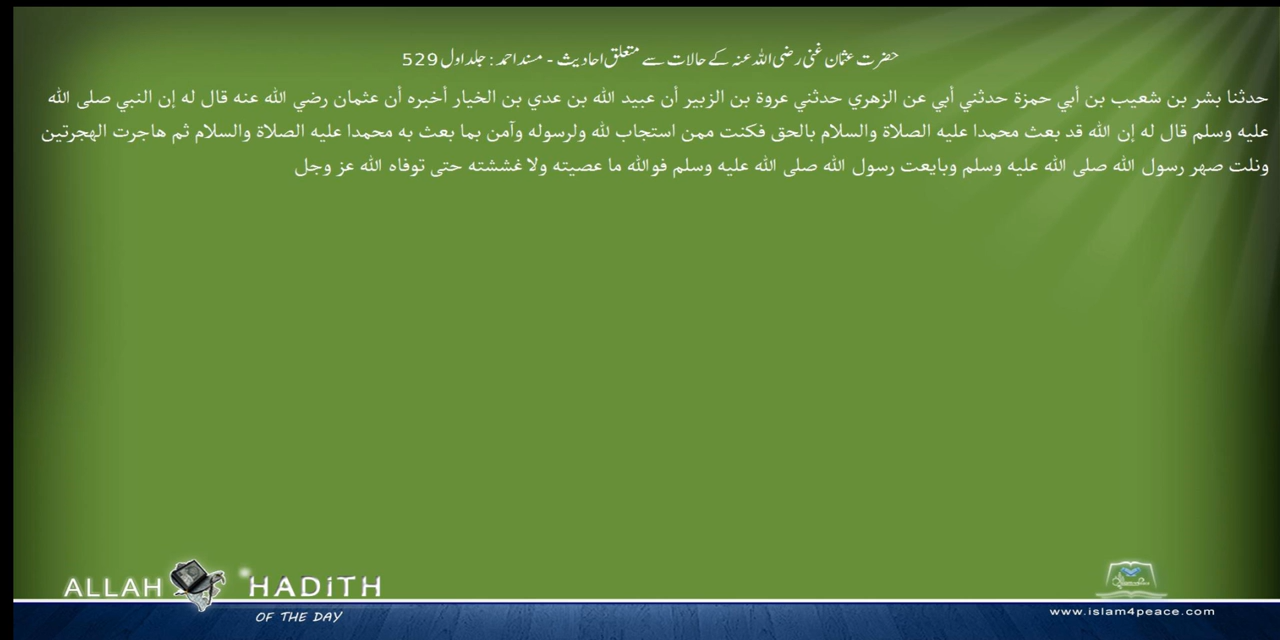 حضرت عثمان غنی رضی اللہ عنہ کے حالات سے متعلق احادیث - مسند احمد : جلد اول 529
حدثنا بشر بن شعيب بن أبي حمزة حدثني أبي عن الزهري حدثني عروة بن الزبير أن عبيد الله بن عدي بن الخيار أخبره أن عثمان رضي الله عنه قال له إن النبي صلى الله
عليه وسلم قال له إن الله قد بعث محمدا عليه الصلاة والسلام بالحق فكنت ممن استجاب لله ولرسوله وآمن بما بعث به محمدا عليه الصلاة والسلام ثم هاجرت الهجرتين
ونلت صهر رسول الله صلى الله عليه وسلم وبايعت رسول الله صلى الله عليه وسلم فوالله ما عصيته ولا غششته حتى توفاه الله عز وجل
ALLAH HADITH
OF THE DAY
www.islam4peace.com